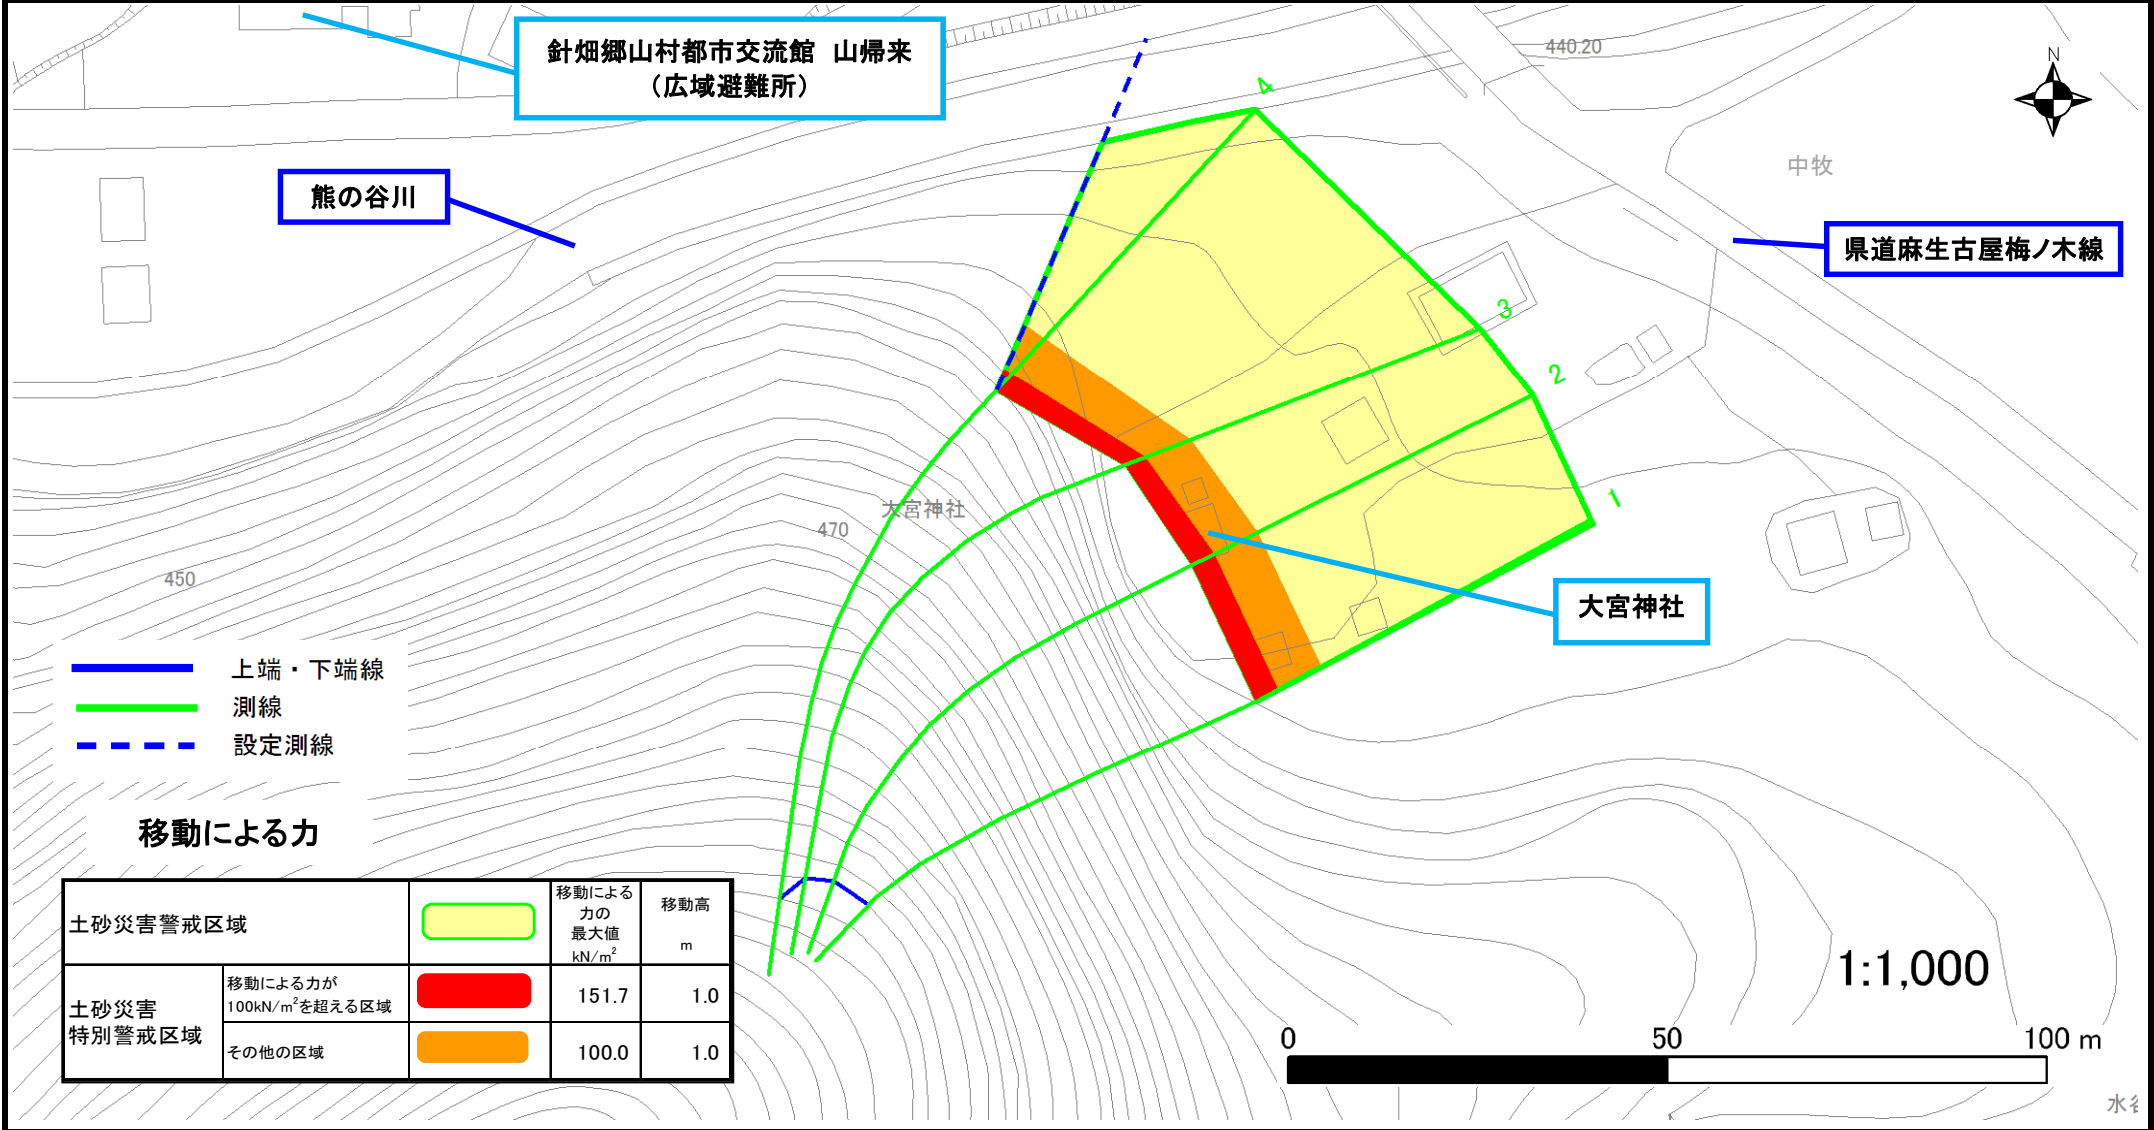 針畑郷山村都市交流館　山帰来
（広域避難所）
440.20
N
4
中牧
熊の谷川
県道麻生古屋梅ノ木線
3
2
1
大宮神社
470
450
大宮神社
上端・下端線
測線
設定測線
移動による力
土砂災害警戒区域
移動による
力の
最大値
kN/m²
移動高
m
土砂災害
特別警戒区域
移動による力が
100kN/m²を超える区域
151.7
1.0
その他の区域
100.0
1.0
1:1,000
0
50
100 m
水谷